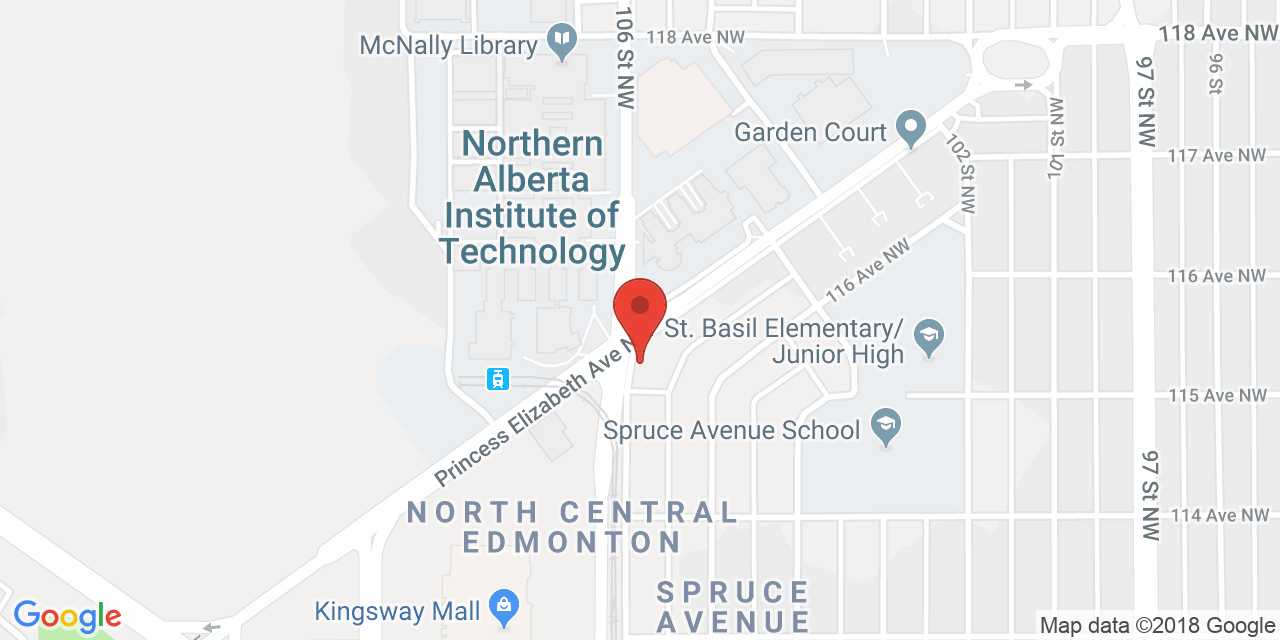 106 St NW
118 Ave NW
118 Ave NW
McNally Library
97 St NW
96 St
Garden Court
101 St NW
102 St NW
117 Ave NW
Northern
Alberta
Institute of
Technology
116 Ave NW
116 Ave NW
St. Basil Elementary/
Junior High
Princess Elizabeth Ave N
115 Ave NW
Spruce Avenue School
97 St NW
NORTH CENTRAL
EDMONTON
114 Ave NW
SPRUCE
AVENUE
Kingsway Mall
Google
Map data ©2018 Google